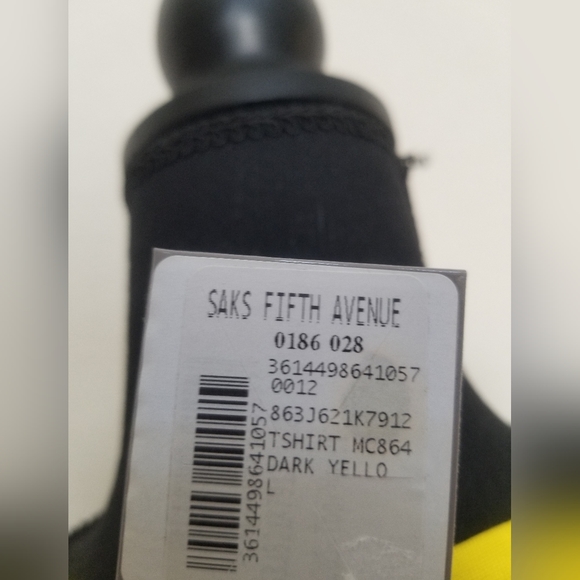 SAKS FIFTH AVENUE
0186 028
3614498641057
0012
863J621K7912
TSHIRT MC864
DARK YELLO
L
3614498641057